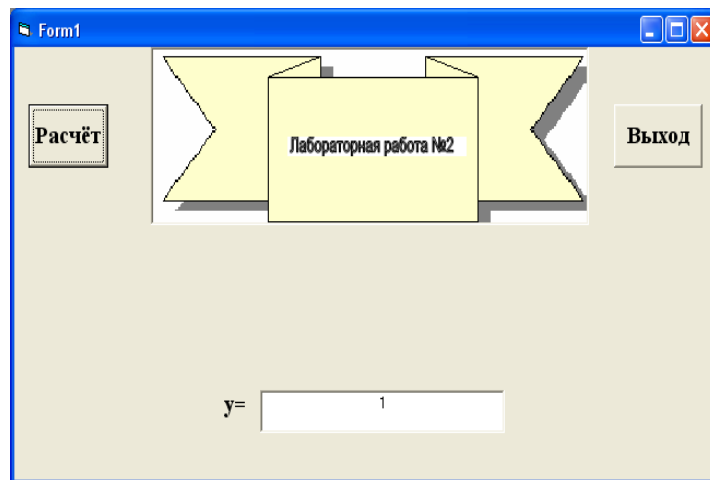 Form1
Расчёт
Лабораторная работа №2
Выход
y=
1